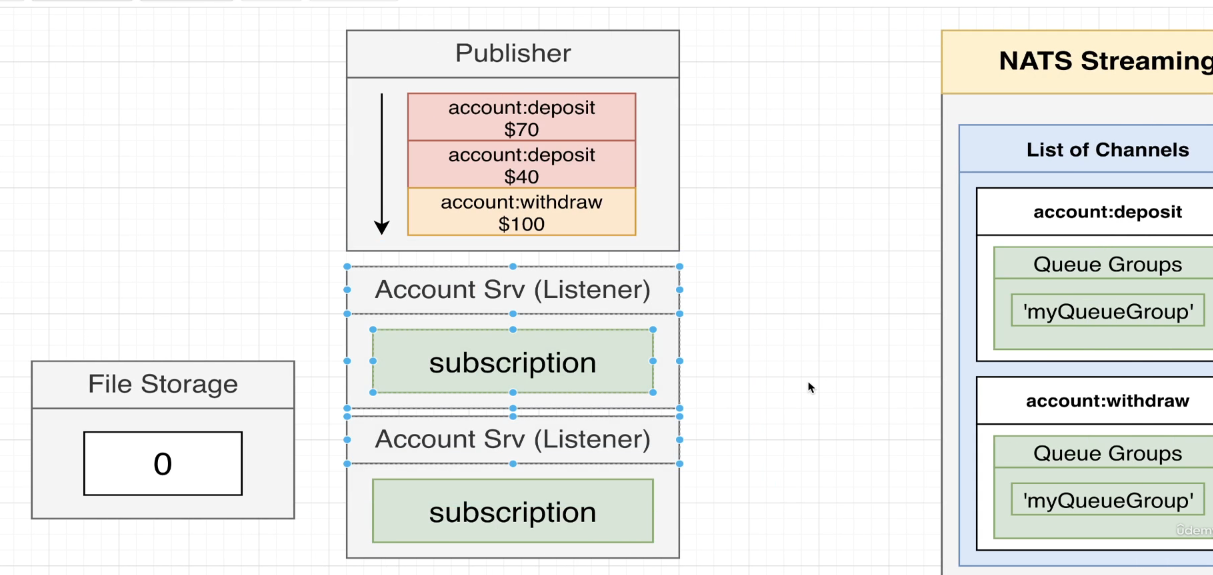 Publisher
account:deposit
$70
account:deposit
$40
account:withdraw
$100
Account Srv (Listener)
subscription
Account Srv (Listener)
subscription
File Storage
0
NATS Streaming
List of Channels
account:deposit
Queue Groups
'myQueueGroup'
account:withdraw
Queue Groups
'myQueueGroup'